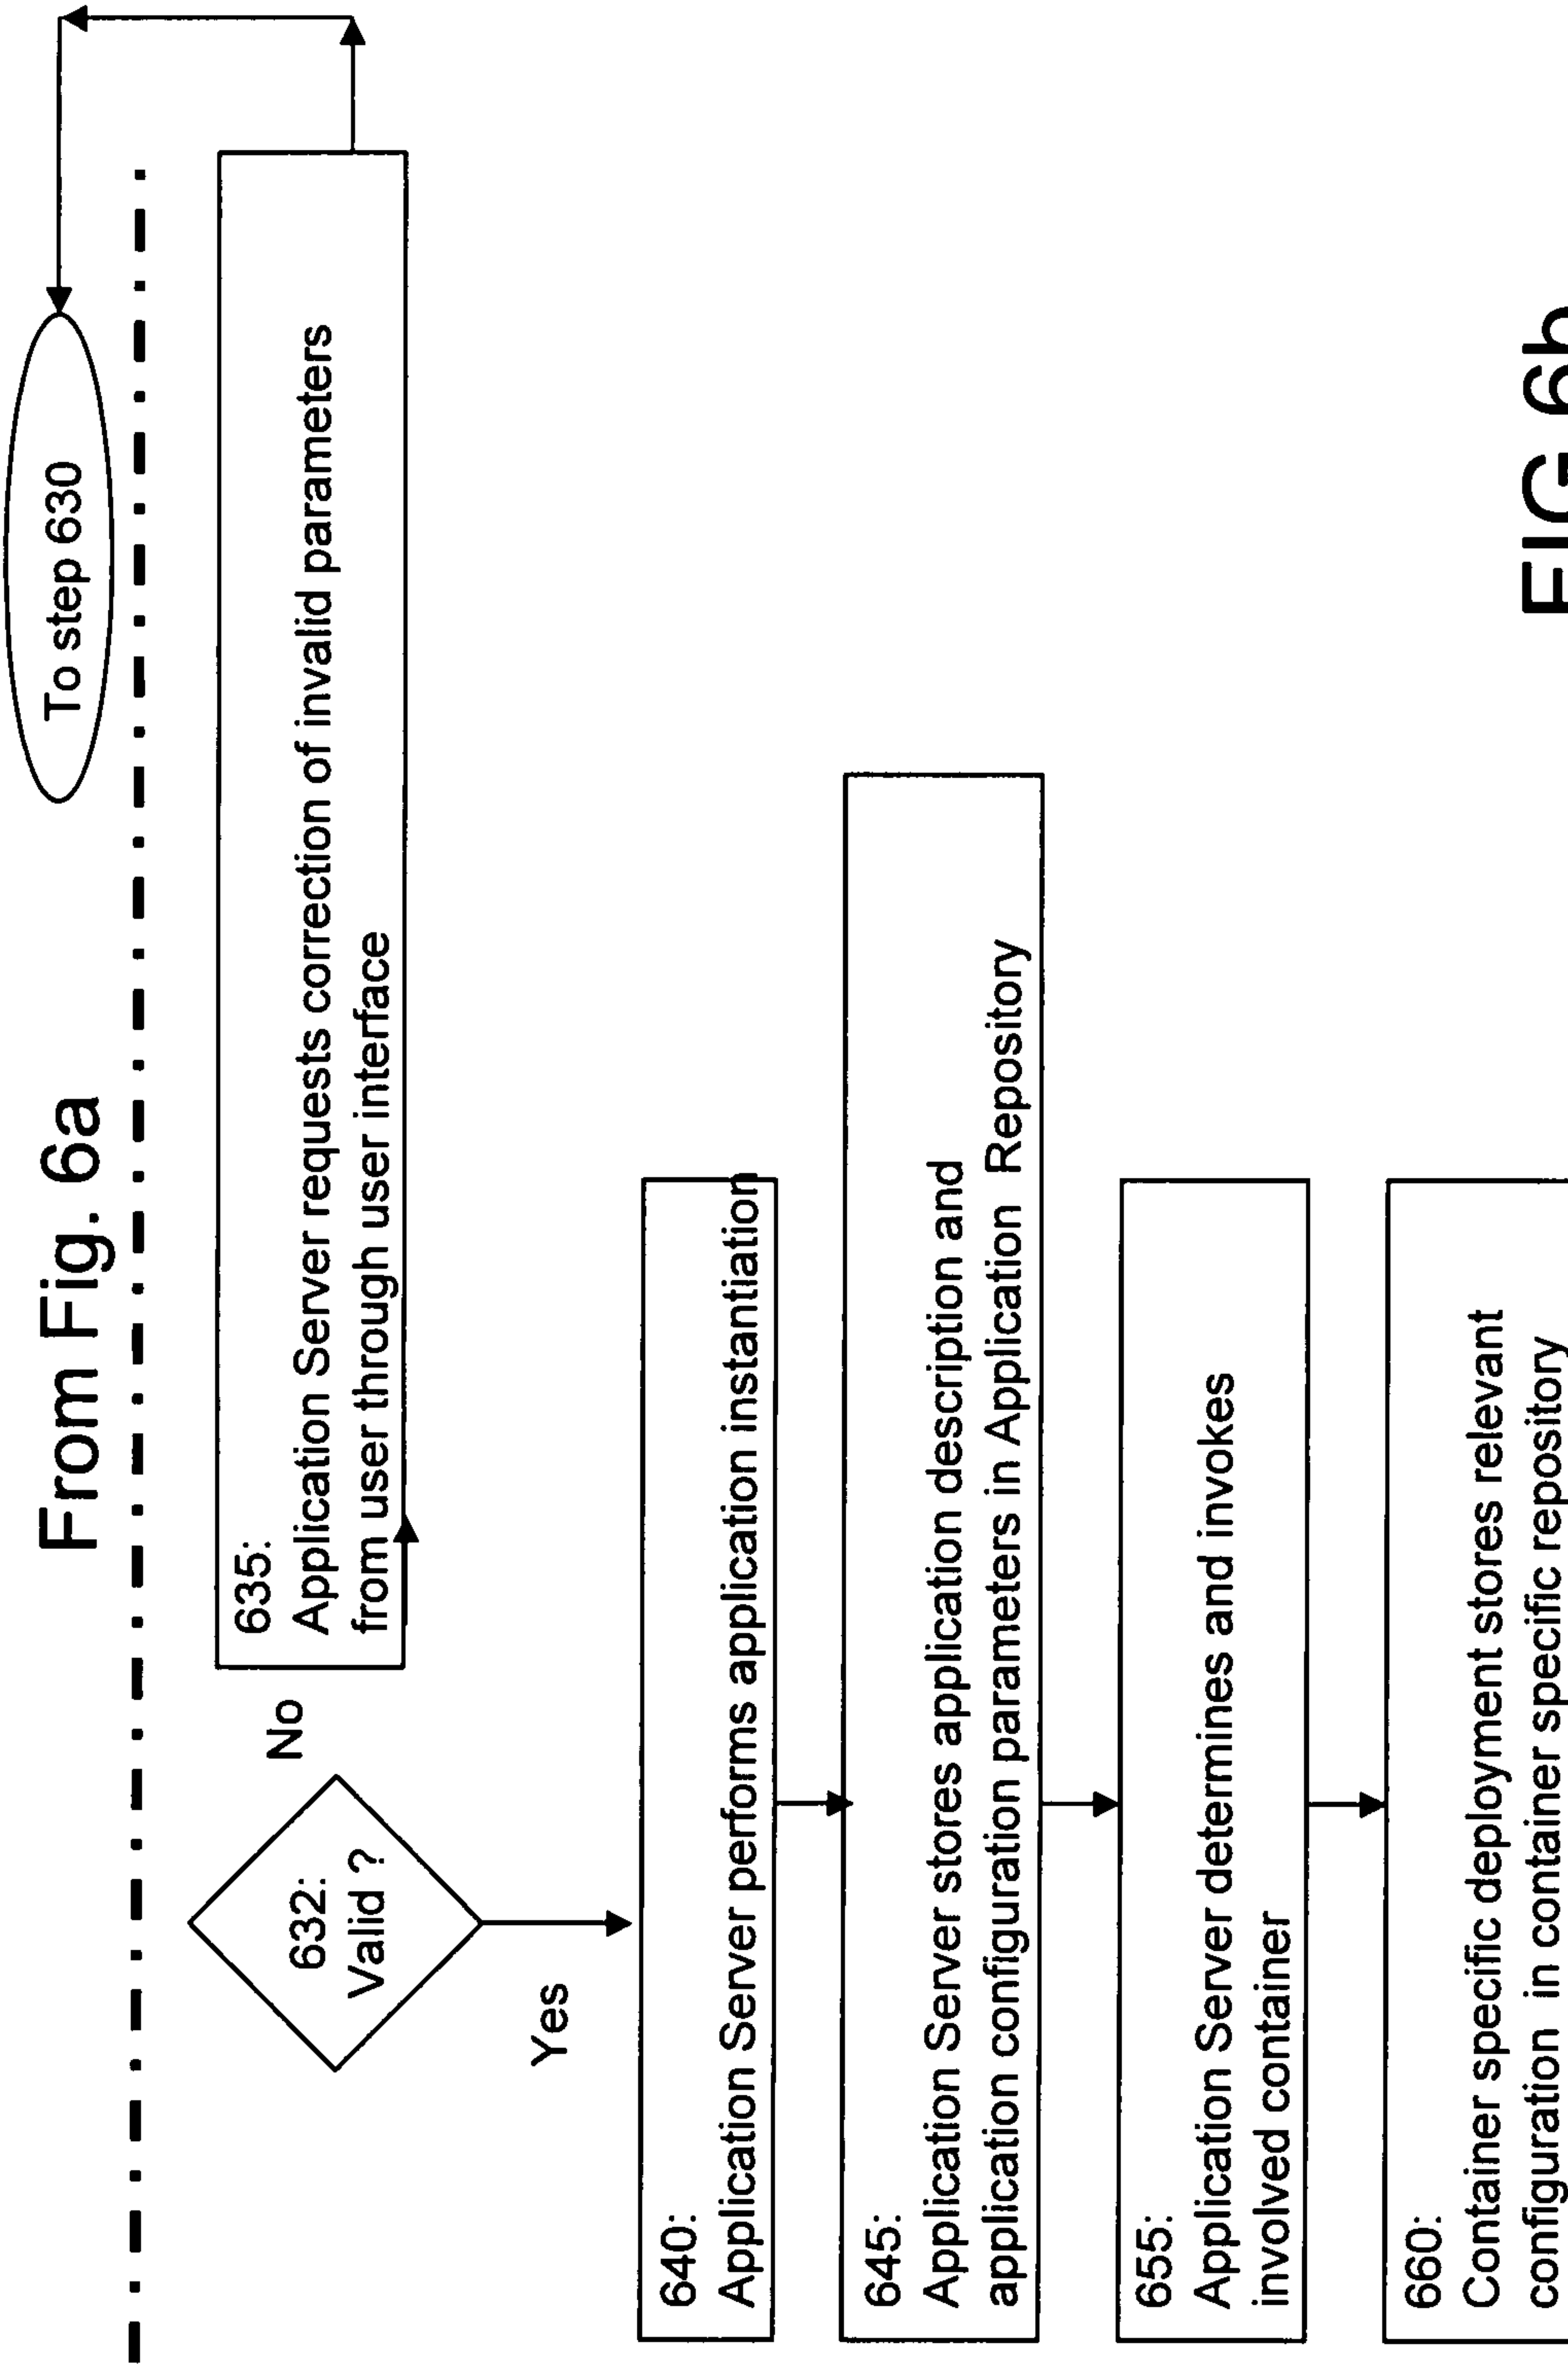 From Fig. 6a
To step 630
632:
Valid ?
No
635:
Application Server requests correction of invalid parameters
from user through user interface
Yes
640:
Application Server performs application instantiation
645:
Application Server stores application description and
application configuration parameters in Application Repository
655:
Application Server determines and invokes
involved container
660:
Container specific deployment stores relevant
configuration in container specific repository
FIG 6b